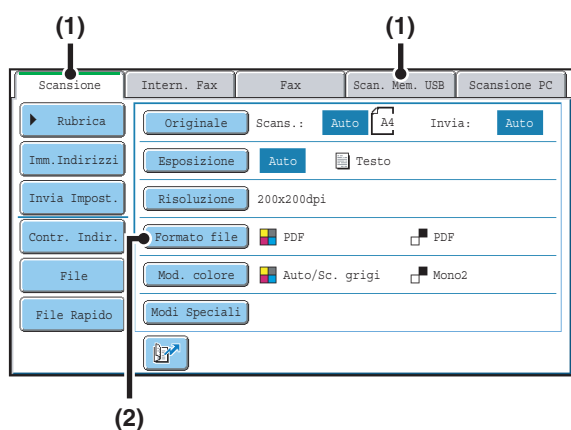 (1) (1)
Scansione Intern. Fax Fax Scan. Mem. USB Scansione PC
Rubrica Originale Scans.: Auto A4 Invia: Auto
Imm.Indirizzi Esposizione Auto Testo
Invia Impost. Risoluzione 200x200dpi
Contr. Indir. Formato file PDF PDF
File Mod. colore Auto/Sc. grigi Mono2
File Rapido Modi Speciali
(2)